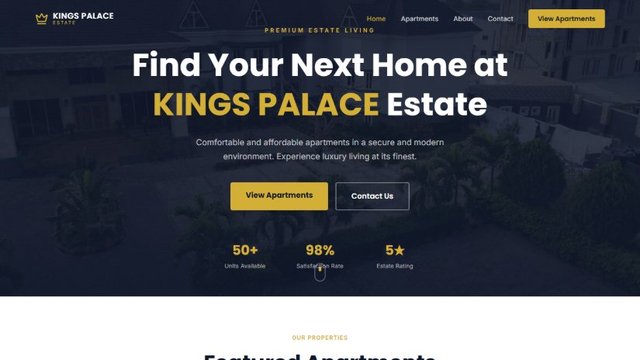 KINGS PALACE
ESTATE
Home
Apartments
About
Contact
View Apartments
PREMIUM ESTATE LIVING
Find Your Next Home at
KINGS PALACE Estate
Comfortable and affordable apartments in a secure and modern
environment. Experience luxury living at its finest.
View Apartments
Contact Us
50+
98%
5★
Units Available
Satisfaction Rate
Estate Rating
OUR PROPERTIES
Featured Apartments